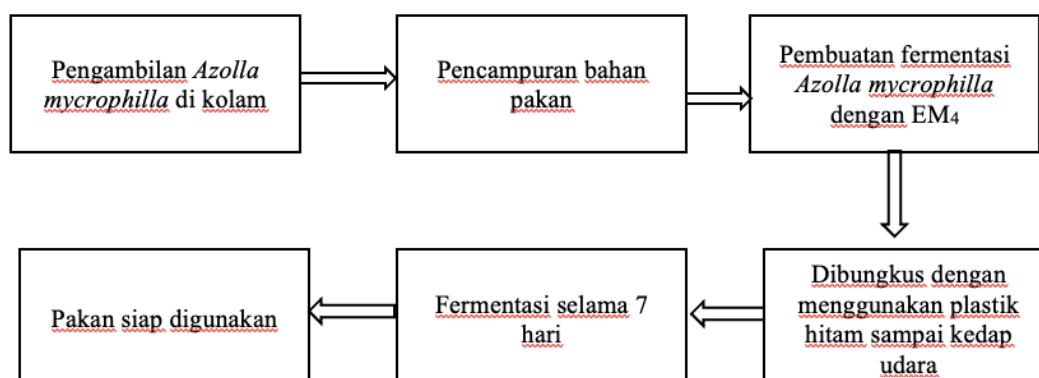 Pengambilan Azolla
mycrophilla di kolam
Pencampuran bahan
pakan
Pembuatan fermentasi
Azolla mycrophilla
dengan EM₄
Dibungkus dengan
menggunakan plastik
hitam sampai kedap
udara
Fermentasi selama 7
hari
Pakan siap digunakan